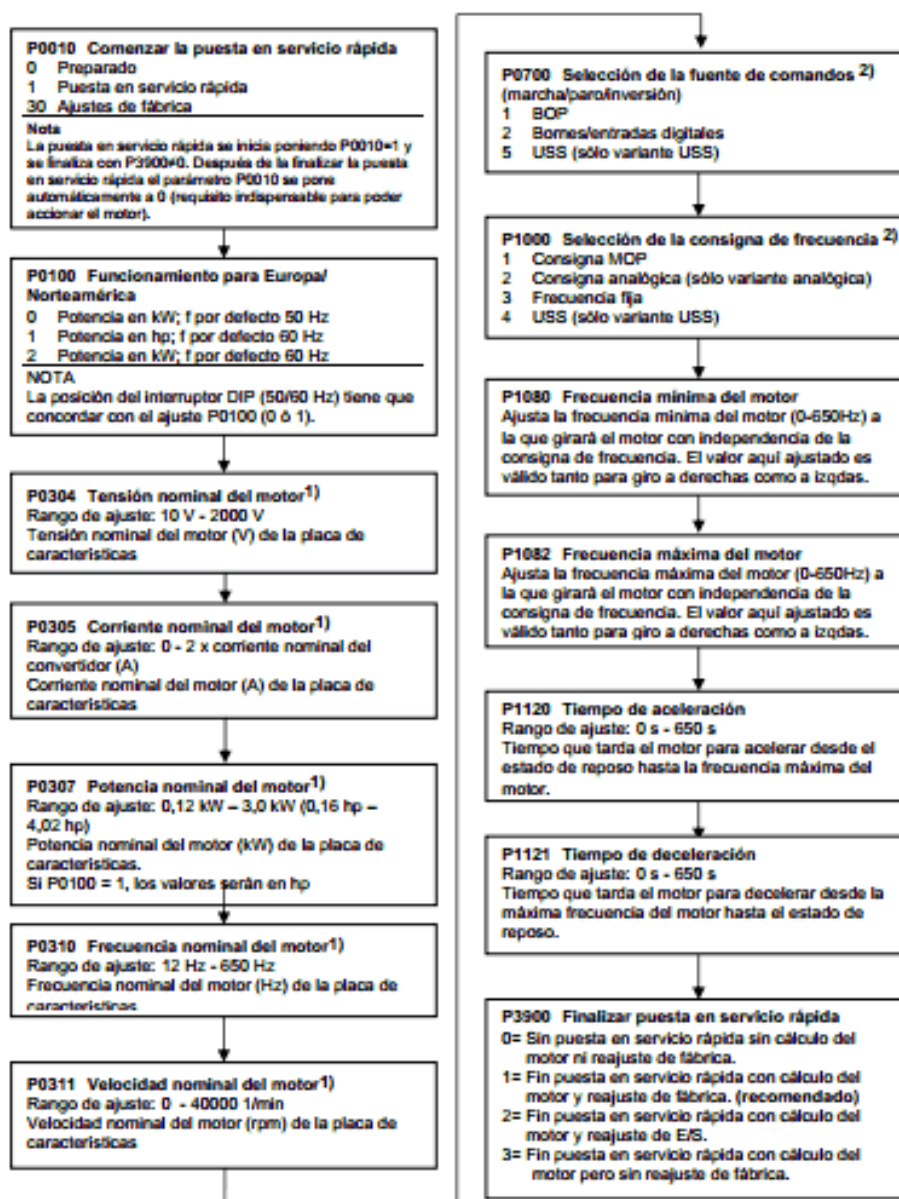 P0010 Comenzar la puesta en servicio rápida
0 Preparado
1 Puesta en servicio rápida
30 Ajustes de fábrica
Nota
La puesta en servicio rápida se inicia poniendo P0010=1 y
se finaliza con P3900≠0. Después de la finalizar la puesta
en servicio rápida el parámetro P0010 se pone
automáticamente a 0 (requisito indispensable para poder
accionar el motor).
P0100 Funcionamiento para Europa/
Norteamérica
0 Potencia en kW; f por defecto 50 Hz
1 Potencia en hp; f por defecto 60 Hz
2 Potencia en kW; f por defecto 60 Hz
NOTA
La posición del interruptor DIP (50/60 Hz) tiene que
concordar con el ajuste P0100 (0 ó 1).
P0304 Tensión nominal del motor1)
Rango de ajuste: 10 V - 2000 V
Tensión nominal del motor (V) de la placa de
características
P0305 Corriente nominal del motor1)
Rango de ajuste: 0 - 2 x corriente nominal del
convertidor (A)
Corriente nominal del motor (A) de la placa de
características
P0307 Potencia nominal del motor1)
Rango de ajuste: 0,12 kW – 3,0 kW (0,16 hp –
4,02 hp)
Potencia nominal del motor (kW) de la placa de
características.
Si P0100 = 1, los valores serán en hp
P0310 Frecuencia nominal del motor1)
Rango de ajuste: 12 Hz - 650 Hz
Frecuencia nominal del motor (Hz) de la placa de
características
P0311 Velocidad nominal del motor1)
Rango de ajuste: 0 - 40000 1/min
Velocidad nominal del motor (rpm) de la placa de
características
P0700 Selección de la fuente de comandos 2)
(marcha/paro/inversión)
1 BOP
2 Bornes/entradas digitales
5 USS (sólo variante USS)
P1000 Selección de la consigna de frecuencia 2)
1 Consigna MOP
2 Consigna analógica (sólo variante analógica)
3 Frecuencia fija
4 USS (sólo variante USS)
P1080 Frecuencia mínima del motor
Ajusta la frecuencia mínima del motor (0-650Hz) a
la que girará el motor con independencia de la
consigna de frecuencia. El valor aquí ajustado es
válido tanto para giro a derechas como a izqdas.
P1082 Frecuencia máxima del motor
Ajusta la frecuencia máxima del motor (0-650Hz) a
la que girará el motor con independencia de la
consigna de frecuencia. El valor aquí ajustado es
válido tanto para giro a derechas como a izqdas.
P1120 Tiempo de aceleración
Rango de ajuste: 0 s - 650 s
Tiempo que tarda el motor para acelerar desde el
estado de reposo hasta la frecuencia máxima del
motor.
P1121 Tiempo de deceleración
Rango de ajuste: 0 s - 650 s
Tiempo que tarda el motor para decelerar desde la
máxima frecuencia del motor hasta el estado de
reposo.
P3900 Finalizar puesta en servicio rápida
0= Sin puesta en servicio rápida sin cálculo del
motor ni reajuste de fábrica.
1= Fin puesta en servicio rápida con cálculo del
motor y reajuste de fábrica. (recomendado)
2= Fin puesta en servicio rápida con cálculo del
motor y reajuste de E/S.
3= Fin puesta en servicio rápida con cálculo del
motor pero sin reajuste de fábrica.